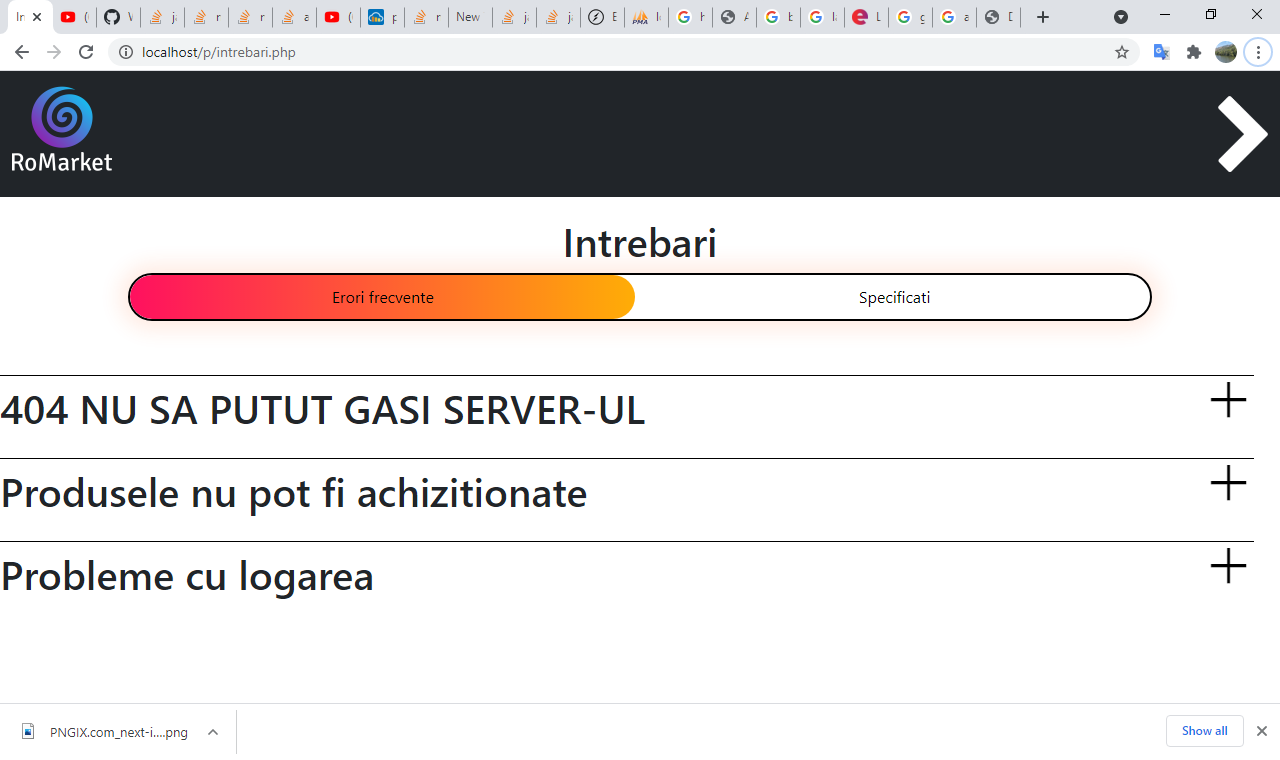 New
localhost/p/intrebari.php
RoMarket
Intrebari
Erori frecvente
Specificati
404 NU SA PUTUT GASI SERVER-UL
Produsele nu pot fi achizitionate
Probleme cu logarea
PNGIX.com_next-i....png
Show all